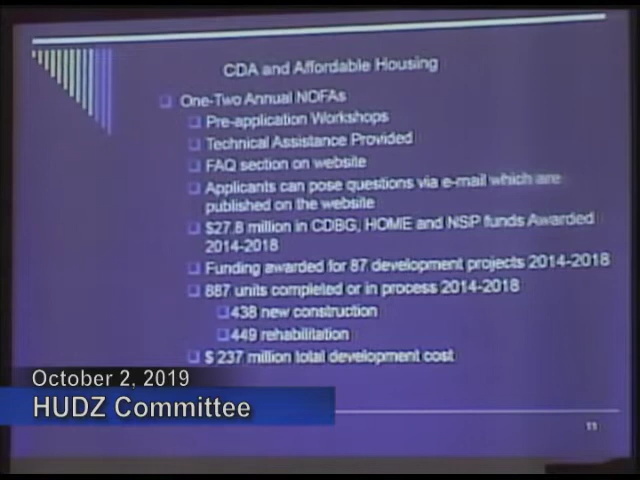 CDA and Affordable Housing
One-Two Annual NOFAs
Pre-application Workshops
Technical Assistance Provided
FAQ section on website
Applicants can pose questions via e-mail which are
published on the website
$27.8 million in CDBG, HOME and NSP funds Awarded
2014-2018
Funding awarded for 87 development projects 2014-2018
887 units completed or in process 2014-2018
438 new construction
449 rehabilitation
$ 237 million total development cost
October 2, 2019
HUDZ Committee
11